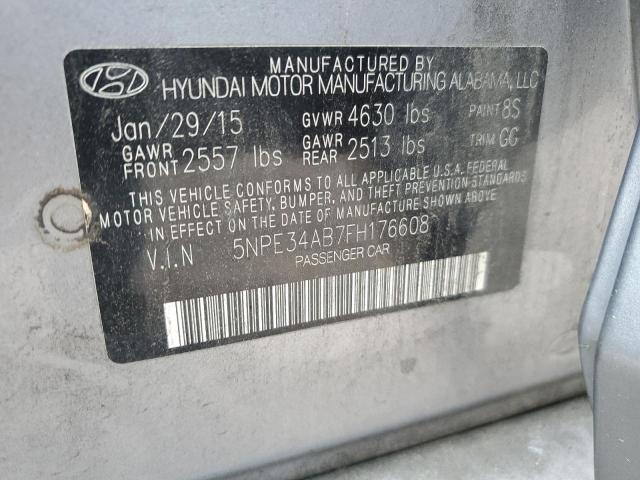 MANUFACTURED BY
HYUNDAI MOTOR MANUFACTURING ALABAMA, LLC
Jan/29/15 GVWR 4630 lbs PAINT 8S
GAWR FRONT 2557 lbs GAWR REAR 2513 lbs TRIM GG
THIS VEHICLE CONFORMS TO ALL APPLICABLE U.S.A. FEDERAL
MOTOR VEHICLE SAFETY, BUMPER, AND THEFT PREVENTION STANDARDS
IN EFFECT ON THE DATE OF MANUFACTURE SHOWN ABOVE.
V.I.N 5NPE34AB7FH176608
PASSENGER CAR